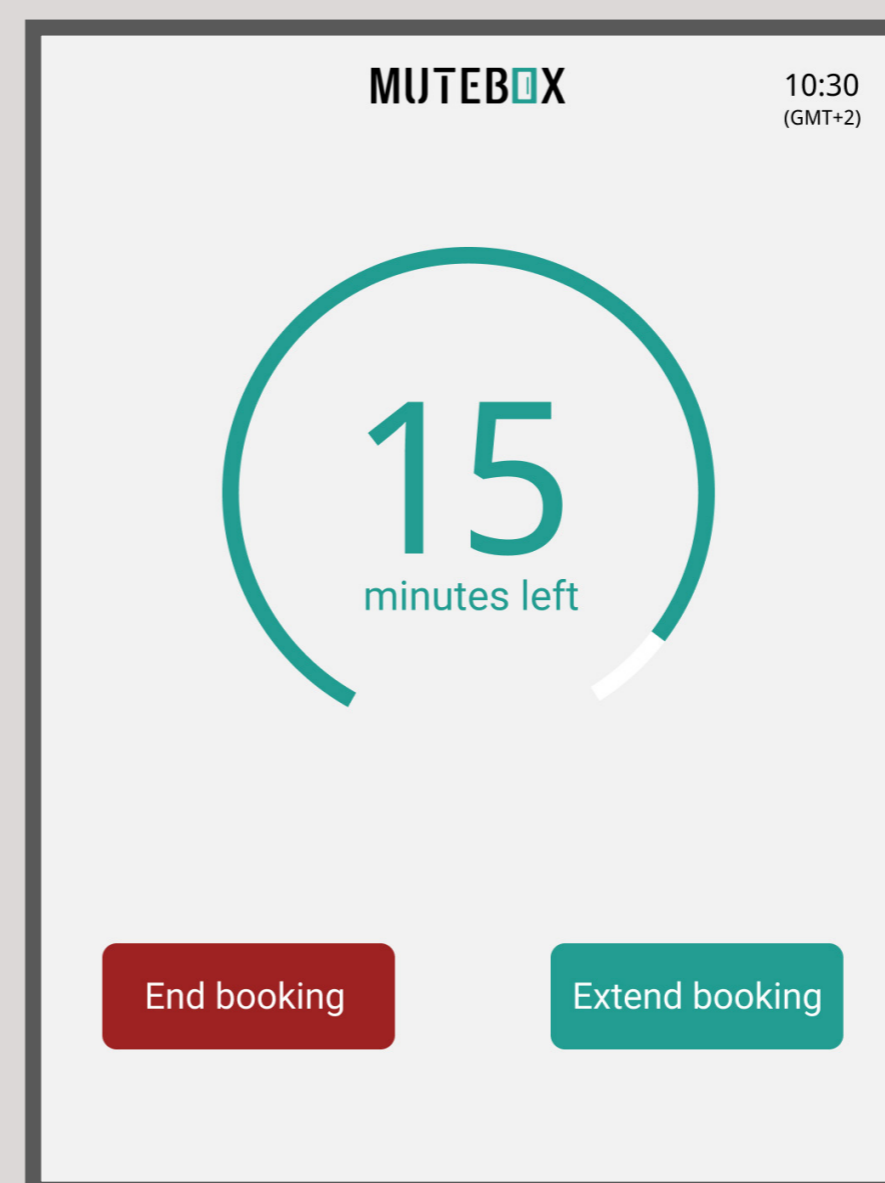 MUTEBOX
10:30
(GMT+2)
15
minutes left
End booking
Extend booking